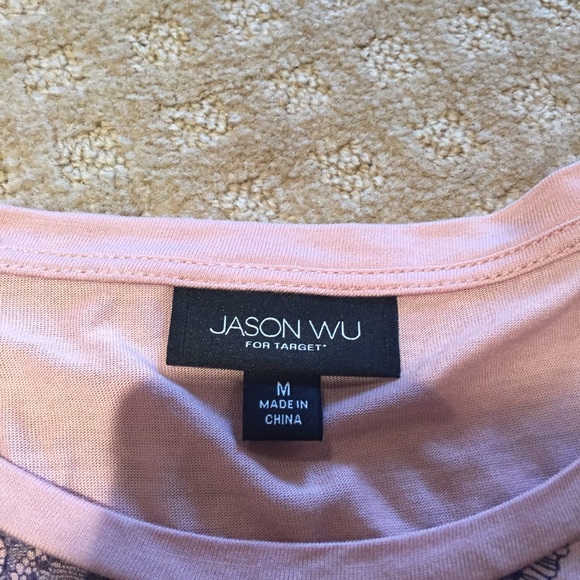 JASON WU
FOR TARGET
M
MADE IN
CHINA